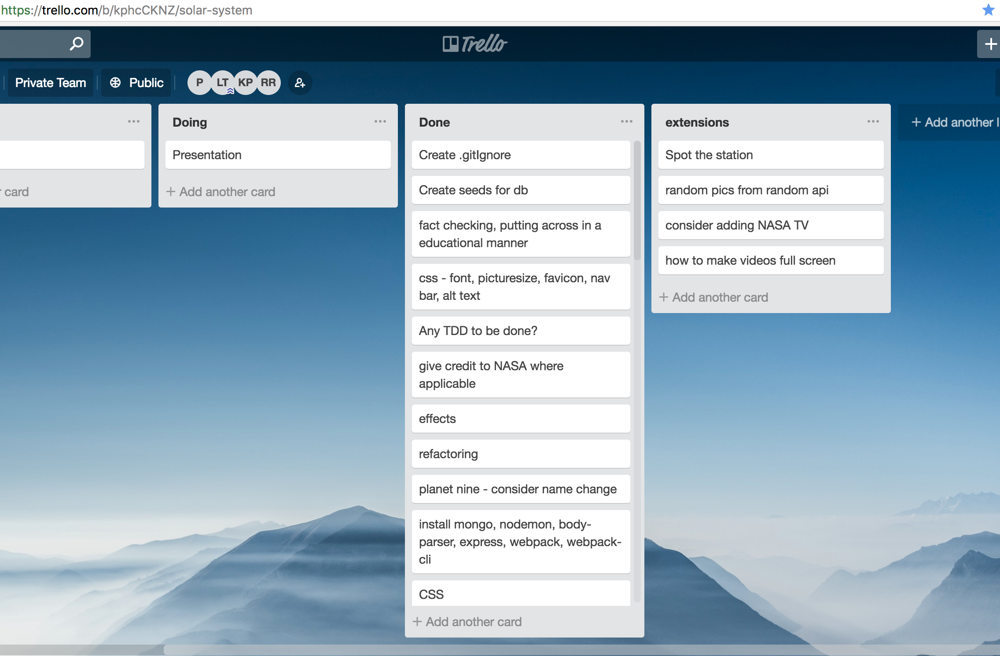 https://trello.com/b/kphcCKNZ/solar-system
Trello
Private Team
Public
P LT KP RR
card
Doing
Presentation
+ Add another card
Done
Create .gitIgnore
Create seeds for db
fact checking, putting across in a
educational manner
css - font, picturesize, favicon, nav
bar, alt text
Any TDD to be done?
give credit to NASA where
applicable
effects
refactoring
planet nine - consider name change
install mongo, nodemon, body-
parser, express, webpack, webpack-
cli
CSS
+ Add another card
extensions
Spot the station
random pics from random api
consider adding NASA TV
how to make videos full screen
+ Add another card
+ Add another